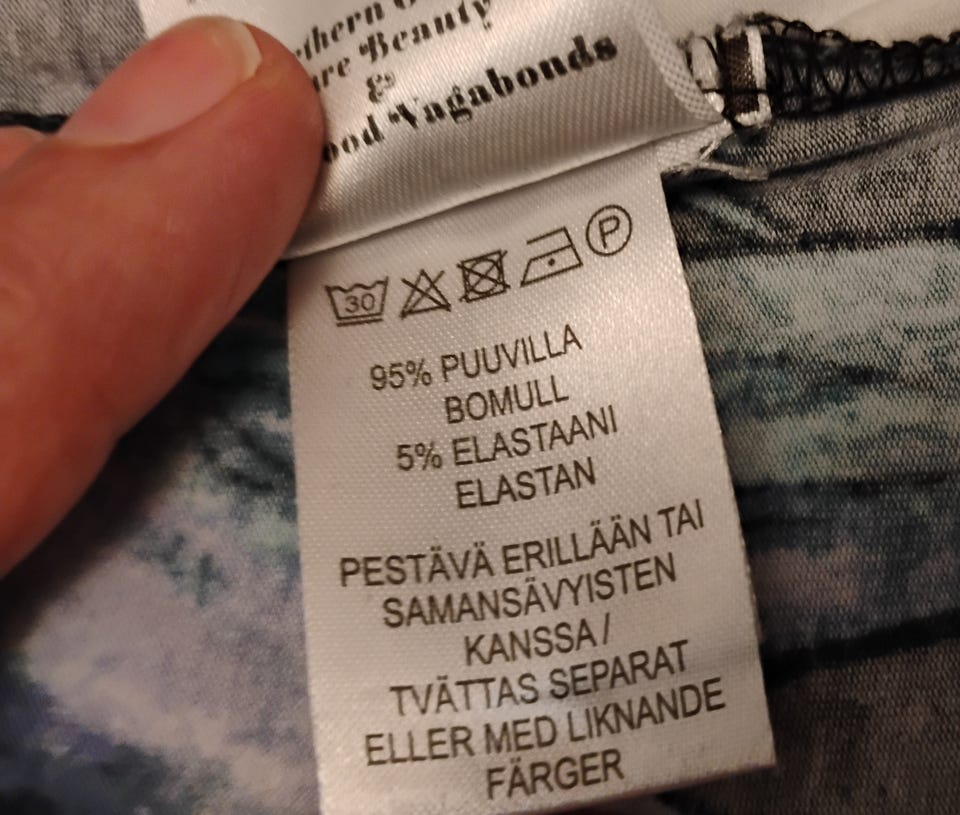 &
Beauty
Vagabonds
30
P
95% PUUVILLA
BOMULL
5% ELASTAANI
ELASTAN
PESTÄVÄ ERILLÄÄN TAI
SAMANSÄVYISTEN
KANSSA /
TVÄTTAS SEPARAT
ELLER MED LIKNANDE
FÄRGER